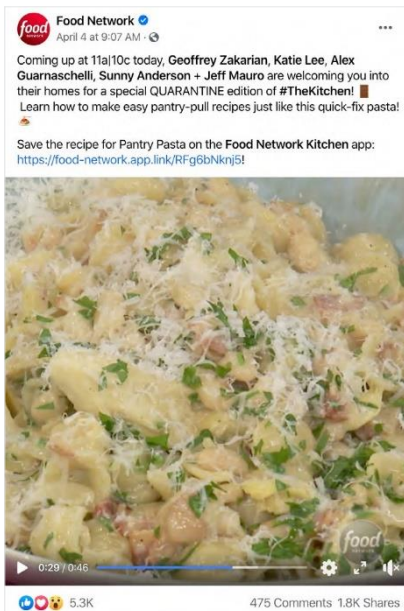 food
NETWORK
Food Network
April 4 at 9:07 AM ·
Coming up at 11a|10c today, Geoffrey Zakarian, Katie Lee, Alex
Guarnaschelli, Sunny Anderson + Jeff Mauro are welcoming you into
their homes for a special QUARANTINE edition of #TheKitchen!
Learn how to make easy pantry-pull recipes just like this quick-fix pasta!
Save the recipe for Pantry Pasta on the Food Network Kitchen app:
https://food-network.app.link/RFg6bNknj5!
food
NETWORK
0:29 / 0:46
5.3K
475 Comments 1.8K Shares